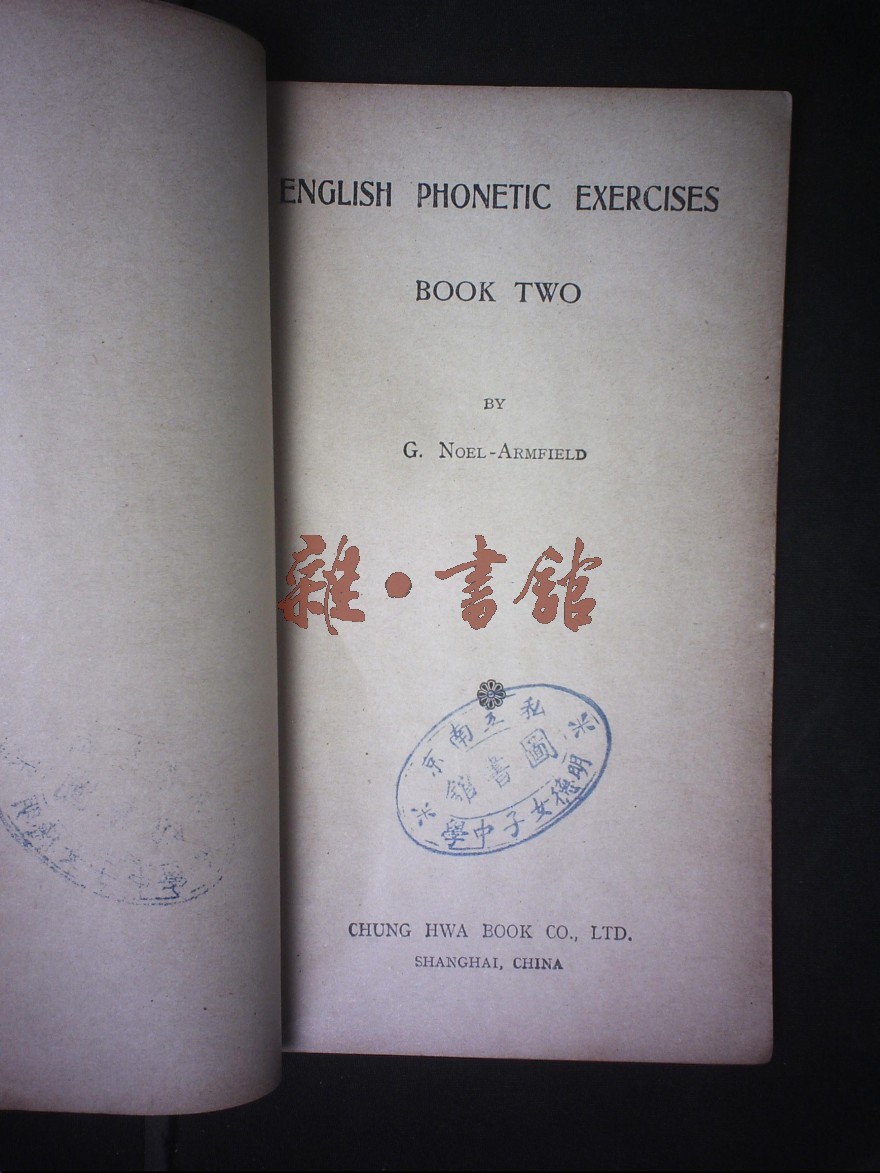 ENGLISH PHONETIC EXERCISES
BOOK TWO
BY
G. NOEL-ARMFIELD
雜・書館
私立南京
圖書館
明德女子中學
CHUNG HWA BOOK CO., LTD.
SHANGHAI, CHINA